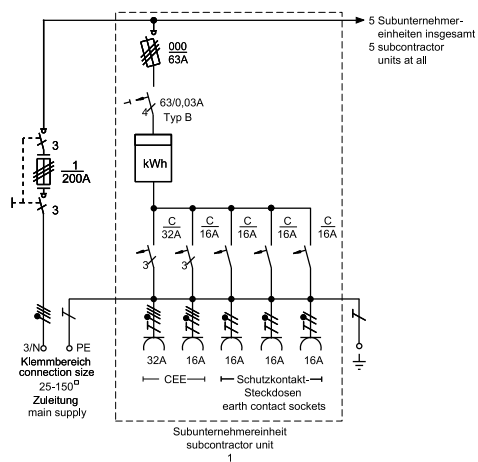 5 Subunternehmer-
einheiten insgesamt
5 subcontractor
units at all
000
63A
63/0,03A
4
Typ B
3
1
200A
3
kWh
C
32A
C
16A
C
16A
C
16A
C
16A
3
3
3/N
PE
32A
16A
16A
16A
16A
Klemmbereich
connection size
25-150□
Zuleitung
main supply
CEE
Schutzkontakt-
Steckdosen
earth contact sockets
Subunternehmereinheit
subcontractor unit
1